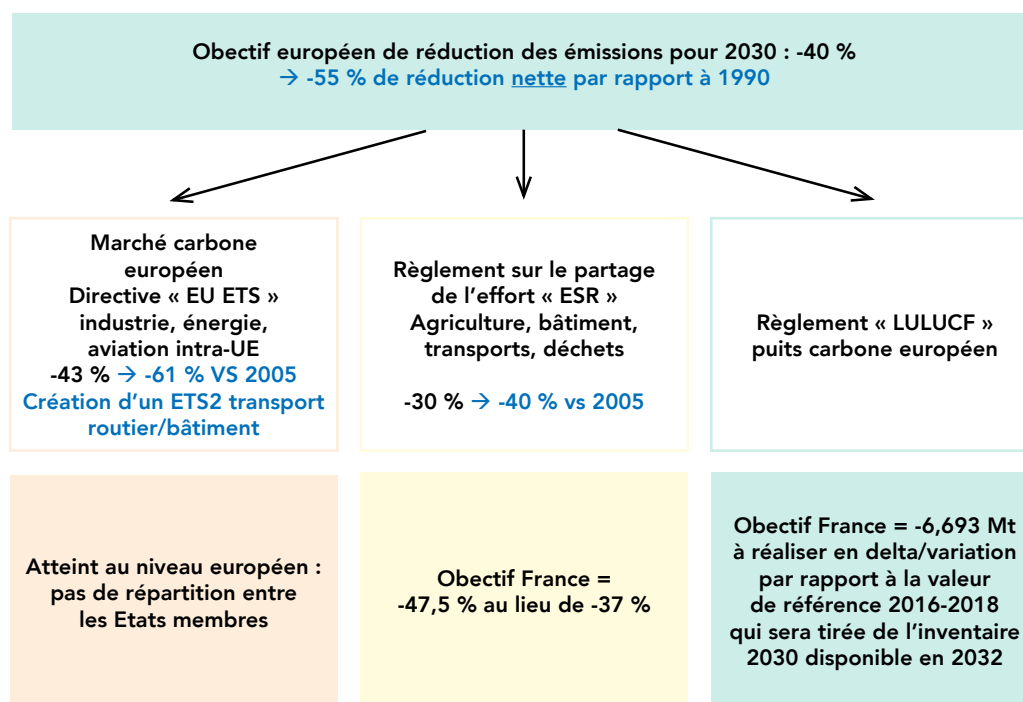 Obectif européen de réduction des émissions pour 2030 : -40 %
→ -55 % de réduction nette par rapport à 1990
Marché carbone
européen
Directive « EU ETS »
industrie, énergie,
aviation intra-UE
-43 % → -61 % VS 2005
Création d'un ETS2 transport
routier/bâtiment
Règlement sur le partage
de l'effort « ESR »
Agriculture, bâtiment,
transports, déchets
-30 % → -40 % vs 2005
Règlement « LULUCF »
puits carbone européen
Atteint au niveau européen :
pas de répartition entre
les Etats membres
Obectif France =
-47,5 % au lieu de -37 %
Obectif France = -6,693 Mt
à réaliser en delta/variation
par rapport à la valeur
de référence 2016-2018
qui sera tirée de l'inventaire
2030 disponible en 2032